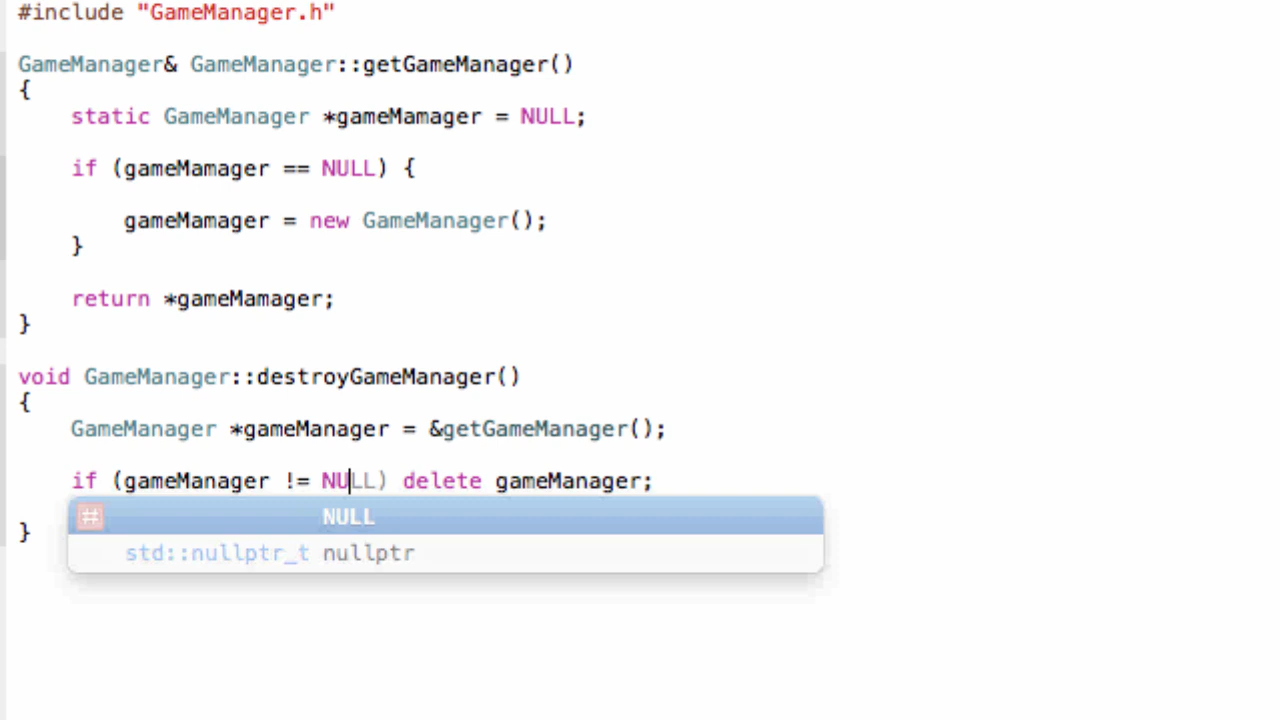 #include "GameManager.h"
GameManager& GameManager::getGameManager()
{
static GameManager *gameMamager = NULL;
if (gameMamager == NULL) {
gameMamager = new GameManager();
}
return *gameMamager;
}
void GameManager::destroyGameManager()
{
GameManager *gameManager = &getGameManager();
if (gameManager != NULL) delete gameManager;
# NULL
std::nullptr_t nullptr
}